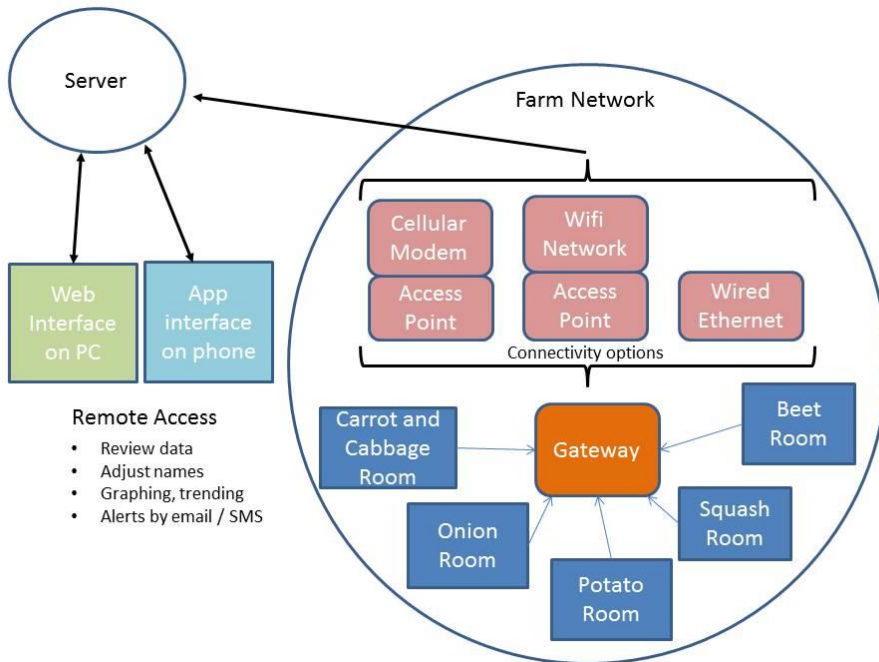 Server
Farm Network
Cellular
Modem
Wifi
Network
Access
Point
Access
Point
Wired
Ethernet
Connectivity options
Web
Interface
on PC
App
interface
on phone
Remote Access
• Review data
• Adjust names
• Graphing, trending
• Alerts by email / SMS
Carrot and
Cabbage
Room
Gateway
Beet
Room
Onion
Room
Squash
Room
Potato
Room